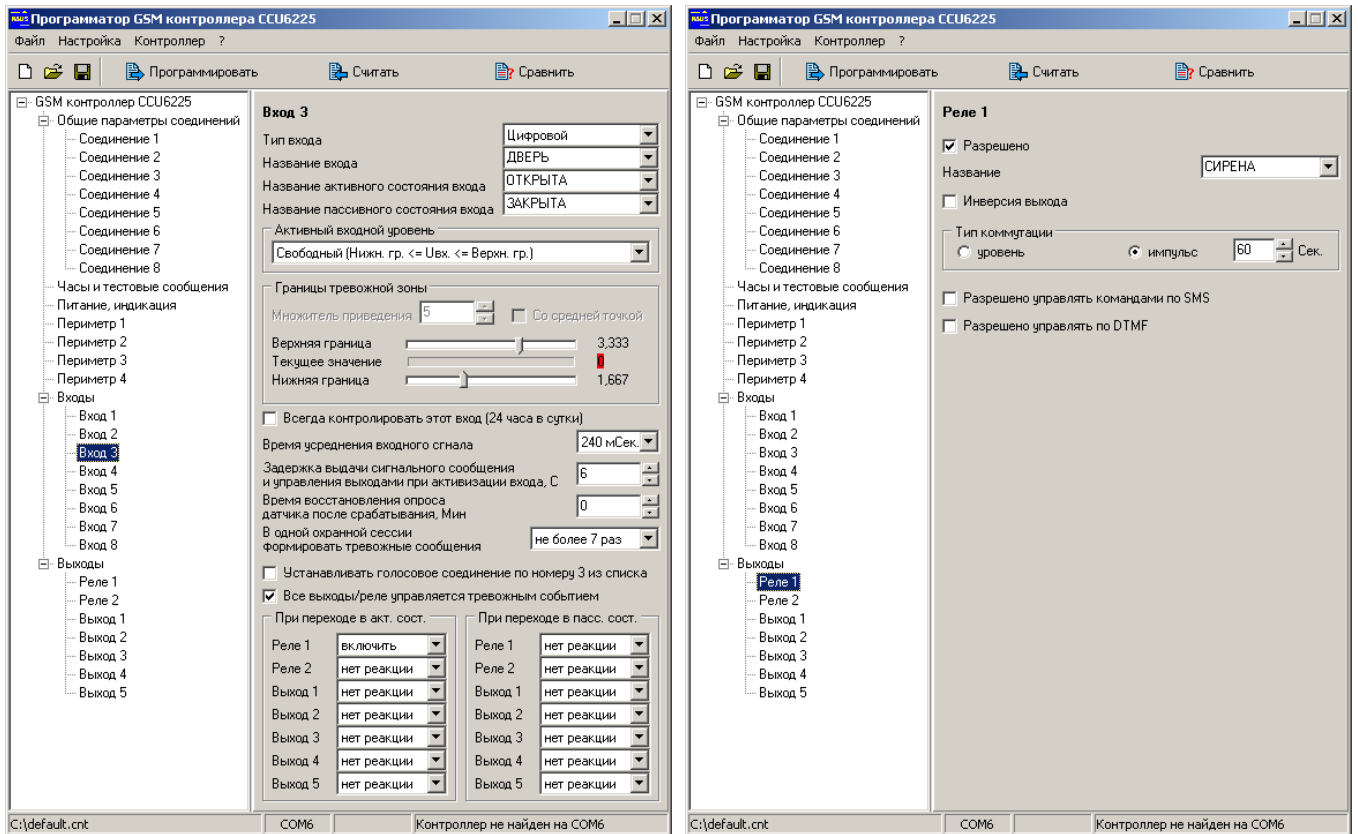 Программатор GSM контроллера CCU6225
Файл Настройка Контроллер ?
Программировать Считать Сравнить
GSM контроллер CCU6225
Общие параметры соединений
Соединение 1
Соединение 2
Соединение 3
Соединение 4
Соединение 5
Соединение 6
Соединение 7
Соединение 8
Часы и тестовые сообщения
Питание, индикация
Периметр 1
Периметр 2
Периметр 3
Периметр 4
Входы
Вход 1
Вход 2
Вход 3
Вход 4
Вход 5
Вход 6
Вход 7
Вход 8
Выходы
Реле 1
Реле 2
Выход 1
Выход 2
Выход 3
Выход 4
Выход 5
Вход 3
Тип входа Цифровой
Название входа ДВЕРЬ
Название активного состояния входа ОТКРЫТА
Название пассивного состояния входа ЗАКРЫТА
Активный входной уровень
Свободный (Нижн. гр. <= Uвх. <= Верхн. гр.)
Границы тревожной зоны
Множитель приведения 5 Со средней точкой
Верхняя граница 3,333
Текущее значение 0
Нижняя граница 1,667
Всегда контролировать этот вход (24 часа в сутки)
Время усреднения входного сгнала 240 мСек.
Задержка выдачи сигнального сообщения
и управления выходами при активизации входа, С 6
Время восстановления опроса
датчика после срабатывания, Мин 0
В одной охранной сессии
формировать тревожные сообщения не более 7 раз
Устанавливать голосовое соединение по номеру 3 из списка
Все выходы/реле управляется тревожным событием
При переходе в акт. сост. При переходе в пасс. сост.
Реле 1 включить Реле 1 нет реакции
Реле 2 нет реакции Реле 2 нет реакции
Выход 1 нет реакции Выход 1 нет реакции
Выход 2 нет реакции Выход 2 нет реакции
Выход 3 нет реакции Выход 3 нет реакции
Выход 4 нет реакции Выход 4 нет реакции
Выход 5 нет реакции Выход 5 нет реакции
C:\default.cnt COM6 Контроллер не найден на COM6
Программатор GSM контроллера CCU6225
Файл Настройка Контроллер ?
Программировать Считать Сравнить
GSM контроллер CCU6225
Общие параметры соединений
Соединение 1
Соединение 2
Соединение 3
Соединение 4
Соединение 5
Соединение 6
Соединение 7
Соединение 8
Часы и тестовые сообщения
Питание, индикация
Периметр 1
Периметр 2
Периметр 3
Периметр 4
Входы
Вход 1
Вход 2
Вход 3
Вход 4
Вход 5
Вход 6
Вход 7
Вход 8
Выходы
Реле 1
Реле 2
Выход 1
Выход 2
Выход 3
Выход 4
Выход 5
Реле 1
Разрешено
Название СИРЕНА
Инверсия выхода
Тип коммутации
уровень импульс 60 Сек.
Разрешено управлять командами по SMS
Разрешено управлять по DTMF
C:\default.cnt COM6 Контроллер не найден на COM6